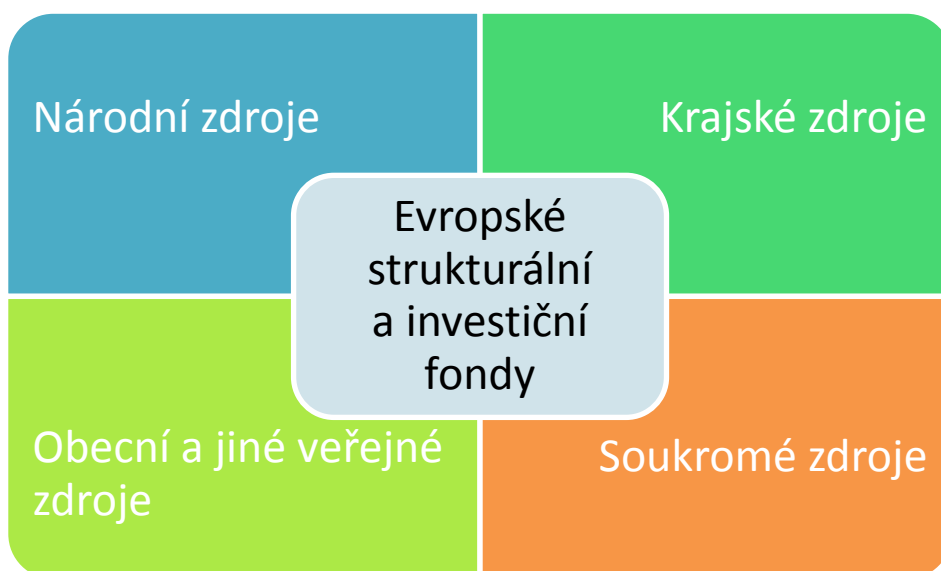 Národní zdroje
Krajské zdroje
Evropské
strukturální
a investiční
fondy
Obecní a jiné veřejné
zdroje
Soukromé zdroje